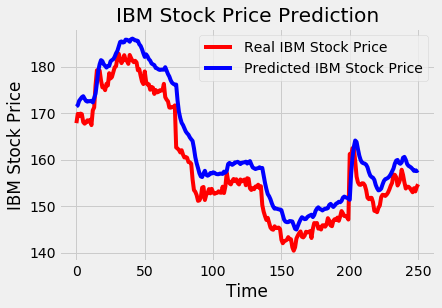 IBM Stock Price Prediction
Real IBM Stock Price
Predicted IBM Stock Price
IBM Stock Price
180
170
160
150
140
0
50
100
150
200
250
Time